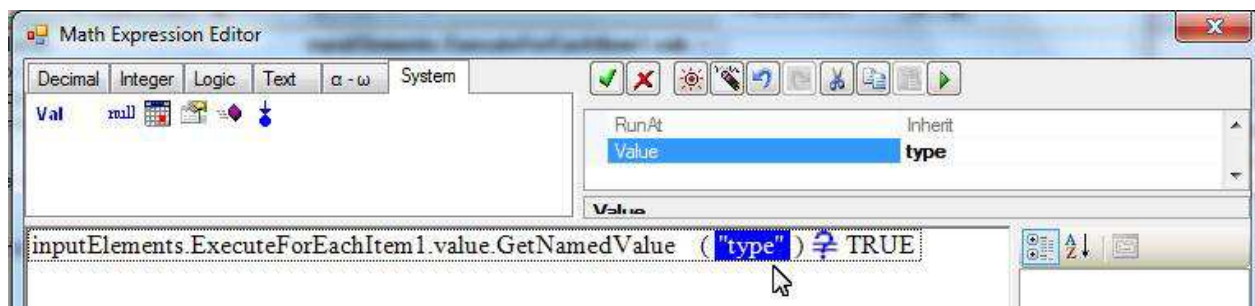 Math Expression Editor
Decimal Integer Logic Text α - ω System
Val null
RunAt Inherit
Value type
Value
inputElements.ExecuteForEachItem1.value.GetNamedValue ( "type" ) ≟ TRUE